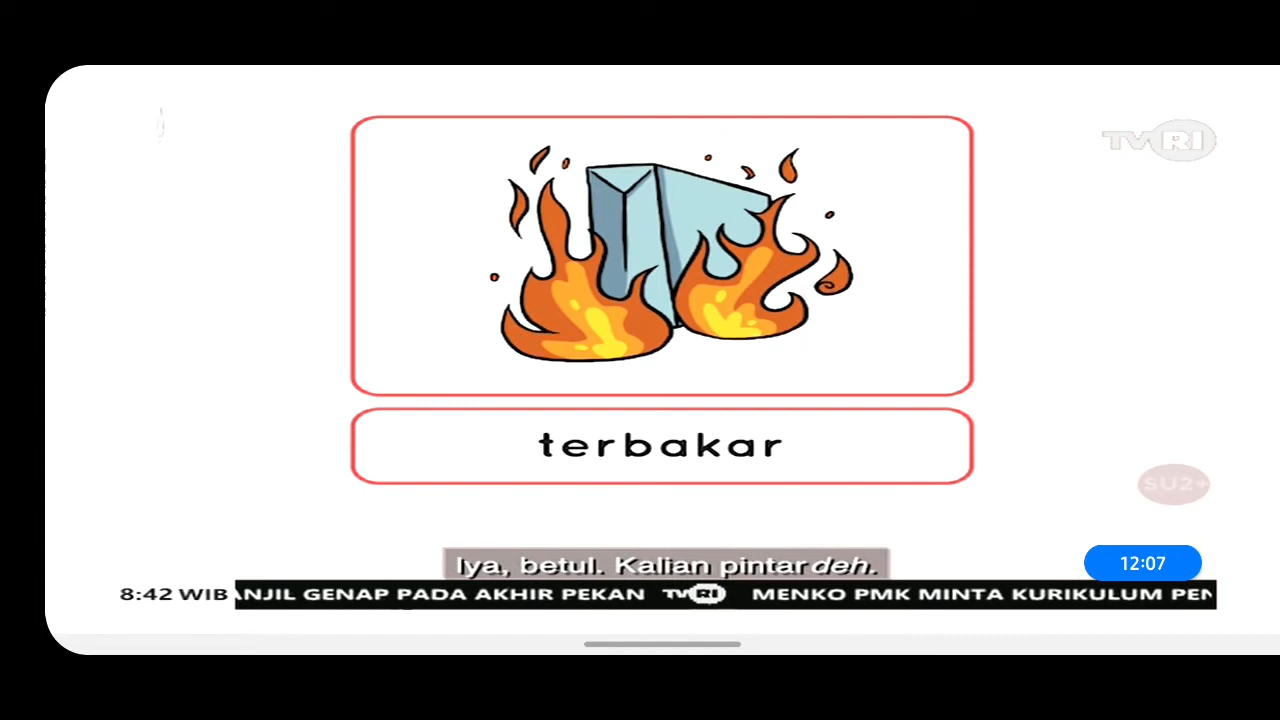 TVRI
terbakar
SU2+
Iya, betul. Kalian pintar deh.
12:07
8:42 WIB
ANJIL GENAP PADA AKHIR PEKAN TVRI MENKO PMK MINTA KURIKULUM PEN